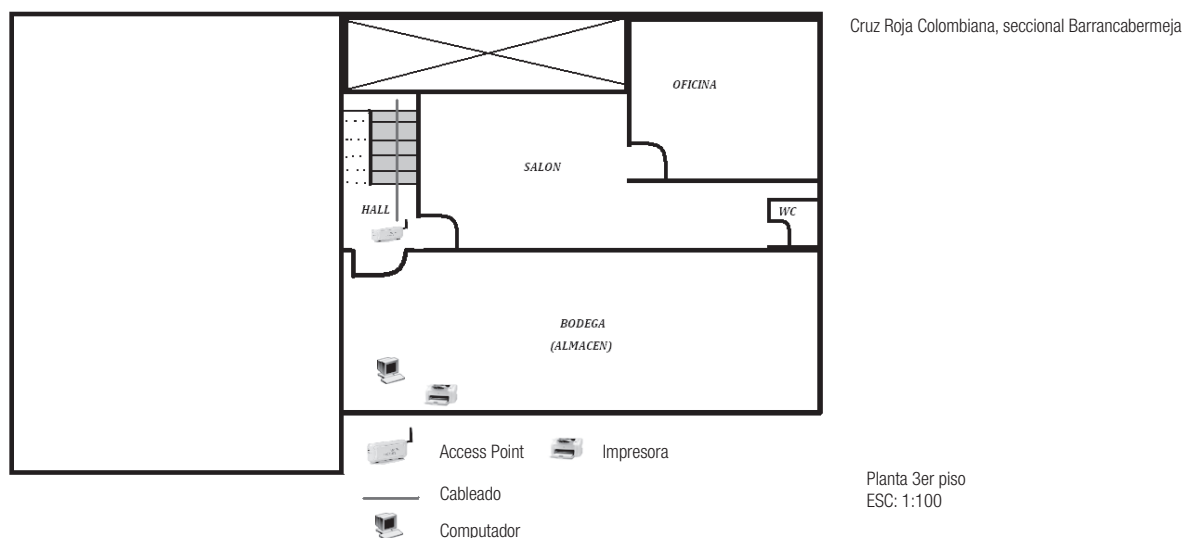 Cruz Roja Colombiana, seccional Barrancabermeja
OFICINA
SALON
HALL
WC
BODEGA
(ALMACEN)
Access Point
Impresora
Cableado
Computador
Planta 3er piso
ESC: 1:100